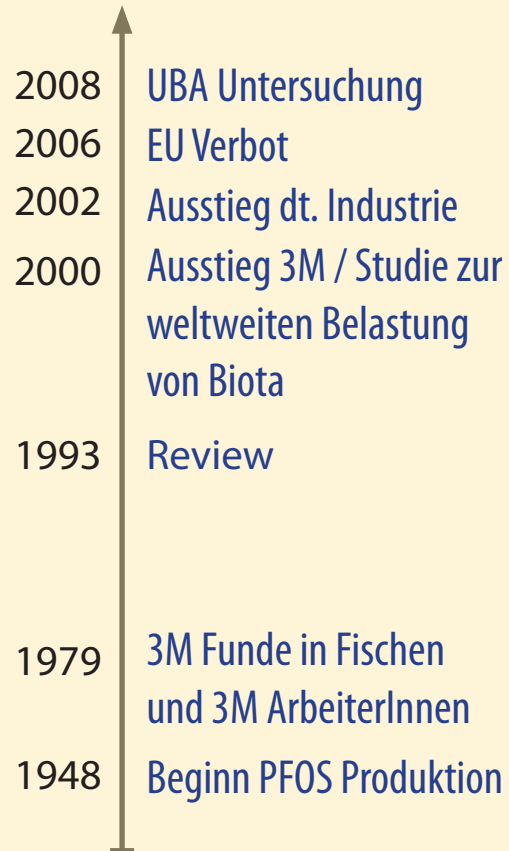 2008 UBA Untersuchung
2006 EU Verbot
2002 Ausstieg dt. Industrie
2000 Ausstieg 3M / Studie zur
weltweiten Belastung
von Biota
1993 Review
1979 3M Funde in Fischen
und 3M ArbeiterInnen
1948 Beginn PFOS Produktion